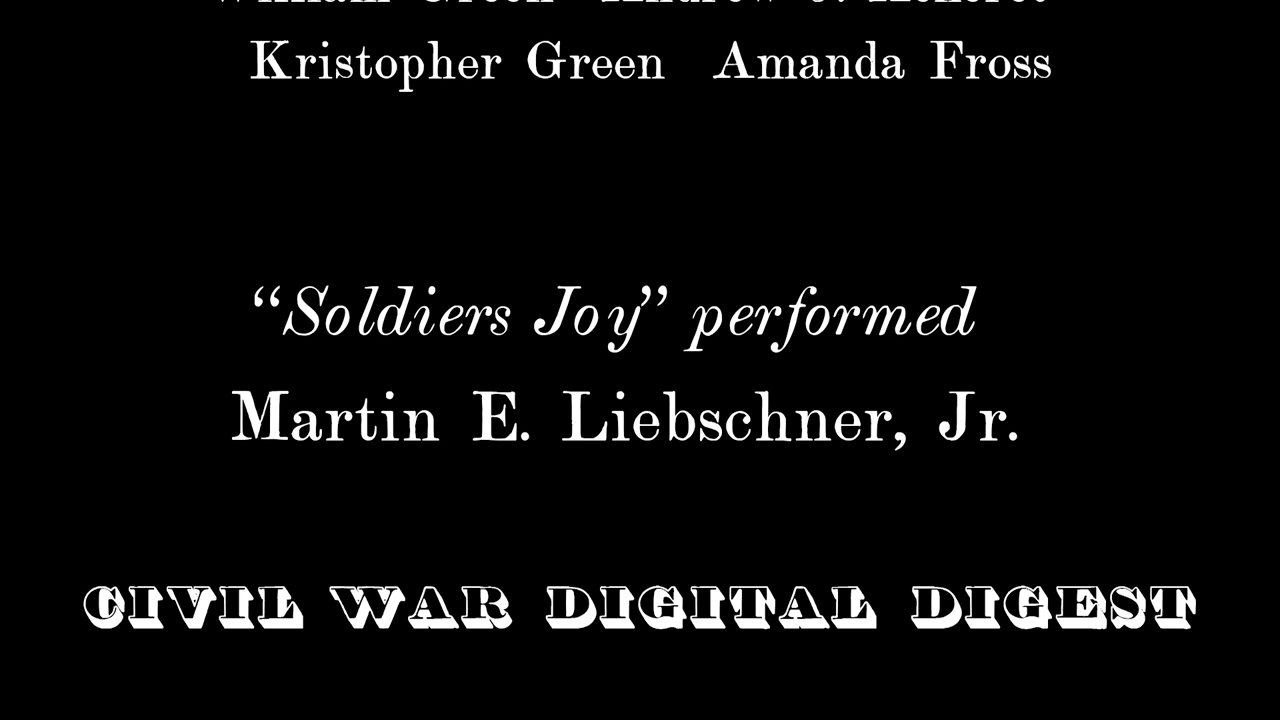 Kristopher Green Amanda Fross
“Soldiers Joy” performed
Martin E. Liebschner, Jr.
CIVIL WAR DIGITAL DIGEST